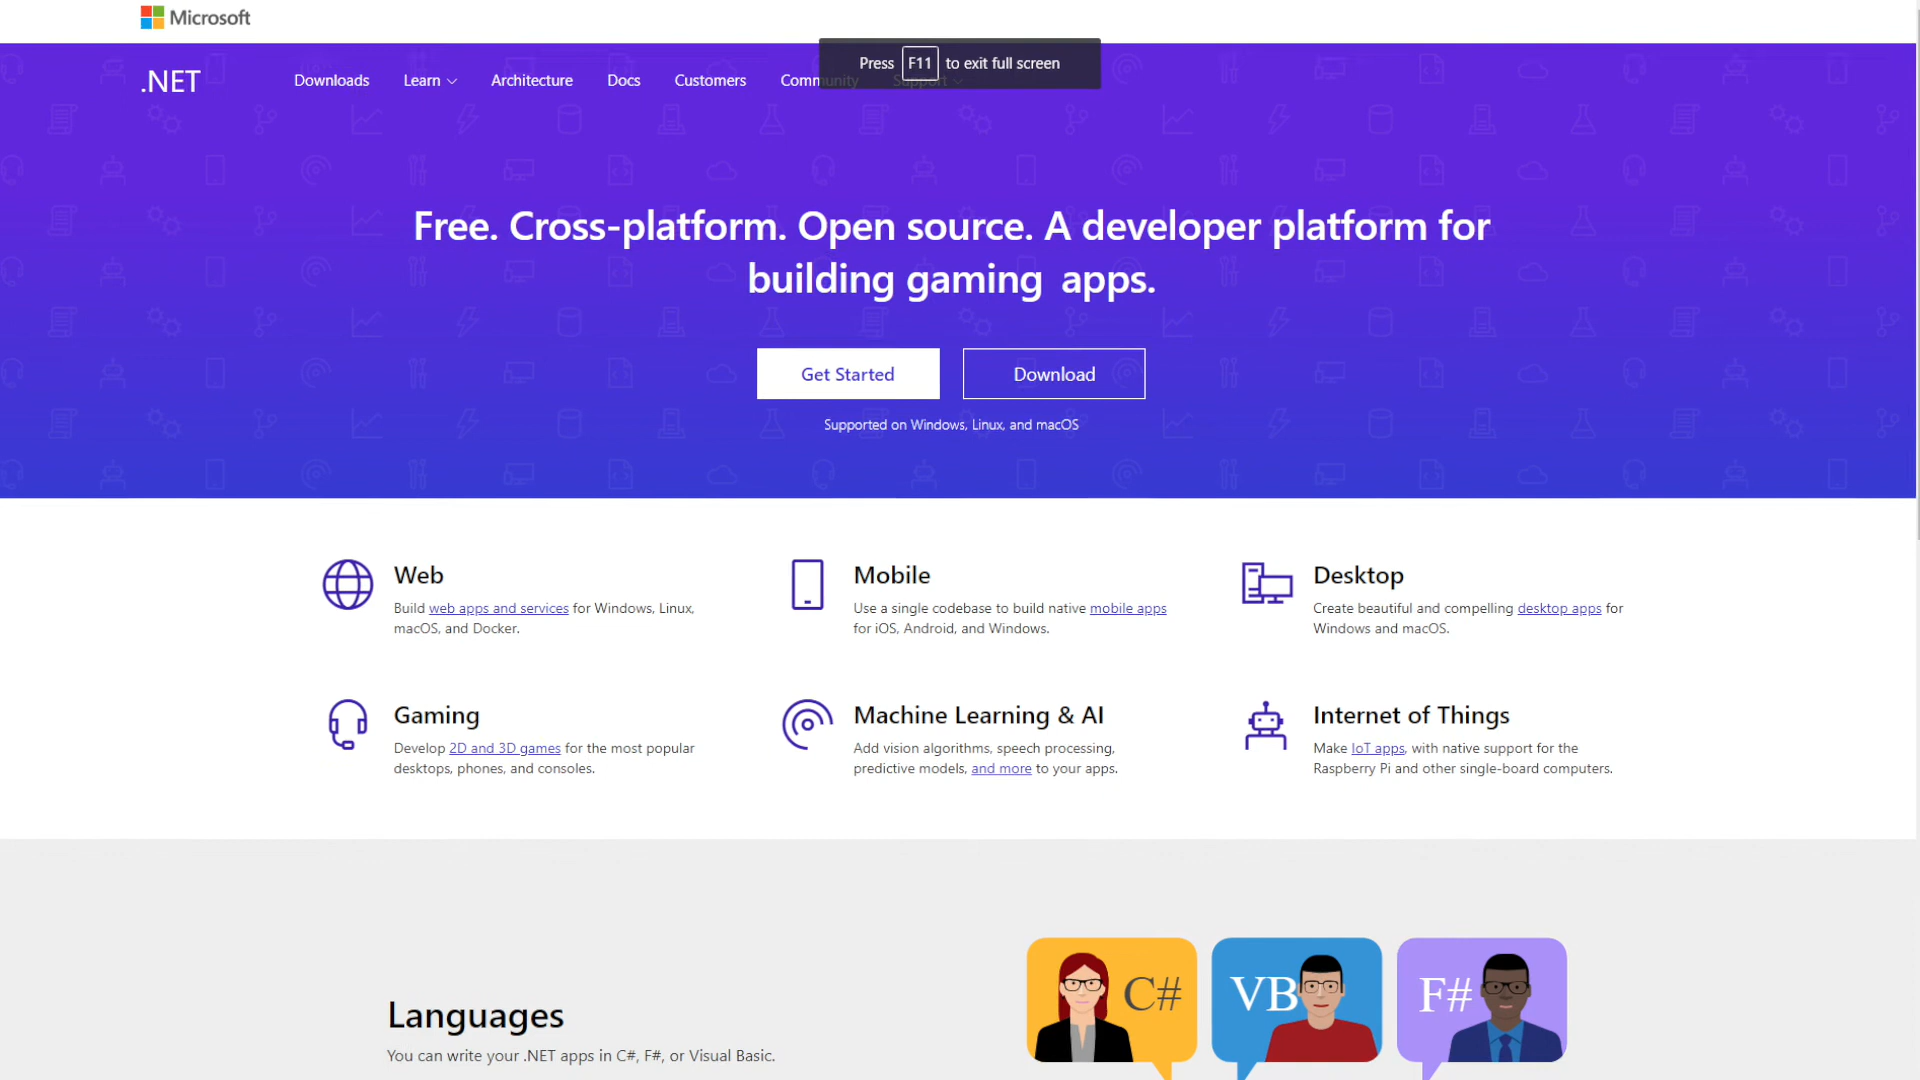 Microsoft
Press F11 to exit full screen
.NET Downloads Learn Architecture Docs Customers Community Support
Free. Cross-platform. Open source. A developer platform for
building gaming apps.
Get Started Download
Supported on Windows, Linux, and macOS
Web
Build web apps and services for Windows, Linux,
macOS, and Docker.
Mobile
Use a single codebase to build native mobile apps
for iOS, Android, and Windows.
Desktop
Create beautiful and compelling desktop apps for
Windows and macOS.
Gaming
Develop 2D and 3D games for the most popular
desktops, phones, and consoles.
Machine Learning & AI
Add vision algorithms, speech processing,
predictive models, and more to your apps.
Internet of Things
Make IoT apps, with native support for the
Raspberry Pi and other single-board computers.
C# VB F#
Languages
You can write your .NET apps in C#, F#, or Visual Basic.